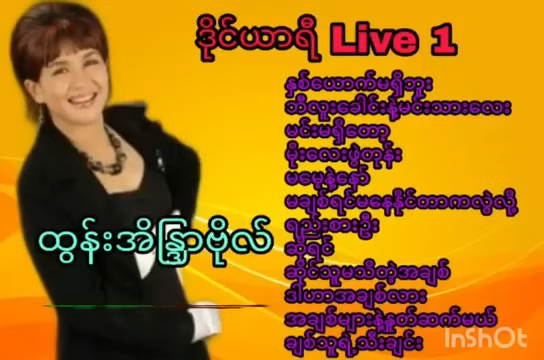 ဒိုင်ယာရီ Live 1
နှစ်ယောက်မရှိဘူး
ဘီလူးခေါင်းနဲ့မင်းသားလေး
မင်းမရှိတော့
မိုးလေးဖွဲတုန်း
မမေ့နဲ့နော်
မချစ်ရင်မနေနိုင်တာကလွဲလို့
ရည်းစားဦး
ဆိုရင်
ဆိုင်သူမသိတဲ့အချစ်
ဒါဟာအချစ်လား
အချစ်များနဲ့နှုတ်ဆက်မယ်
ချစ်သူရဲ့သီးချင်း
ထွန်းအိန္ဒြာဗိုလ်
InShOt